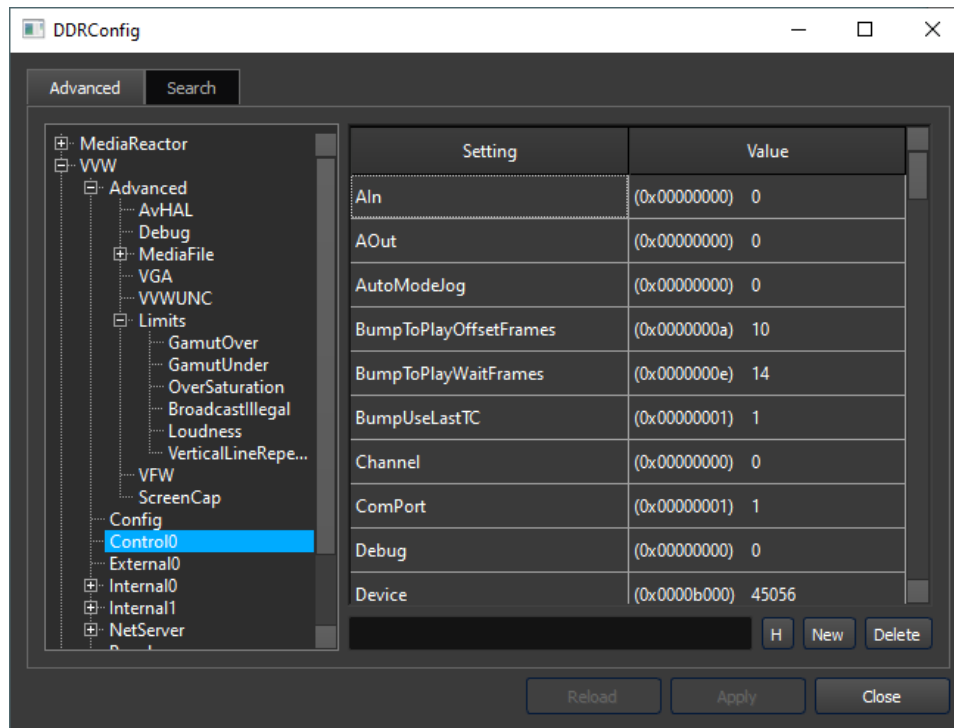 DDRConfig
Advanced Search
MediaReactor
VVW
Advanced
AvHAL
Debug
MediaFile
VGA
VVWUNC
Limits
GamutOver
GamutUnder
OverSaturation
BroadcastIllegal
Loudness
VerticalLineRepe...
VFW
ScreenCap
Config
Control0
External0
Internal0
Internal1
NetServer
Setting Value
AIn (0x00000000) 0
AOut (0x00000000) 0
AutoModeJog (0x00000000) 0
BumpToPlayOffsetFrames (0x0000000a) 10
BumpToPlayWaitFrames (0x0000000e) 14
BumpUseLastTC (0x00000001) 1
Channel (0x00000000) 0
ComPort (0x00000001) 1
Debug (0x00000000) 0
Device (0x0000b000) 45056
H New Delete
Reload Apply Close